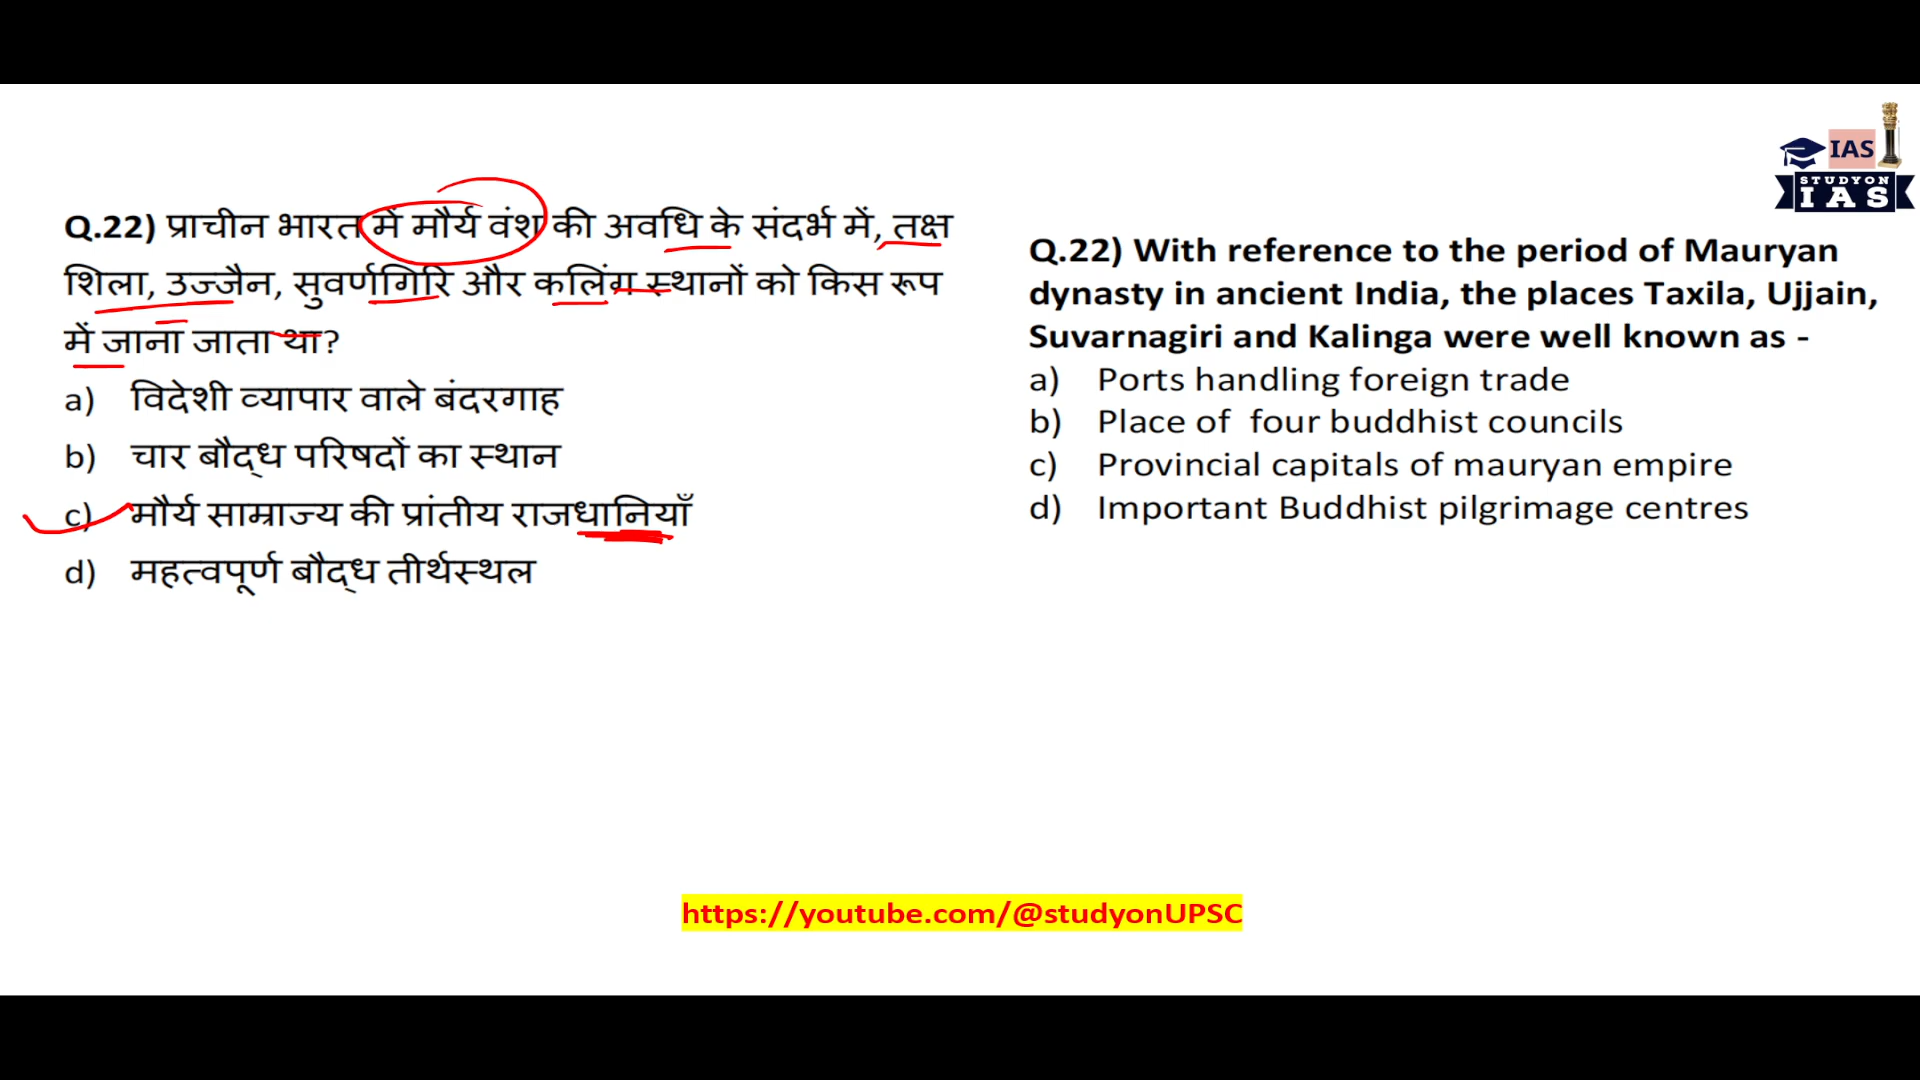 IAS
STUDYON
IAS
Q.22) प्राचीन भारत में मौर्य वंश की अवधि के संदर्भ में, तक्ष
शिला, उज्जैन, सुवर्णगिरि और कलिंग स्थानों को किस रूप
में जाना जाता था?
a) विदेशी व्यापार वाले बंदरगाह
b) चार बौद्ध परिषदों का स्थान
c) मौर्य साम्राज्य की प्रांतीय राजधानियाँ
d) महत्वपूर्ण बौद्ध तीर्थस्थल
Q.22) With reference to the period of Mauryan
dynasty in ancient India, the places Taxila, Ujjain,
Suvarnagiri and Kalinga were well known as -
a) Ports handling foreign trade
b) Place of four buddhist councils
c) Provincial capitals of mauryan empire
d) Important Buddhist pilgrimage centres
https://youtube.com/@studyonUPSC